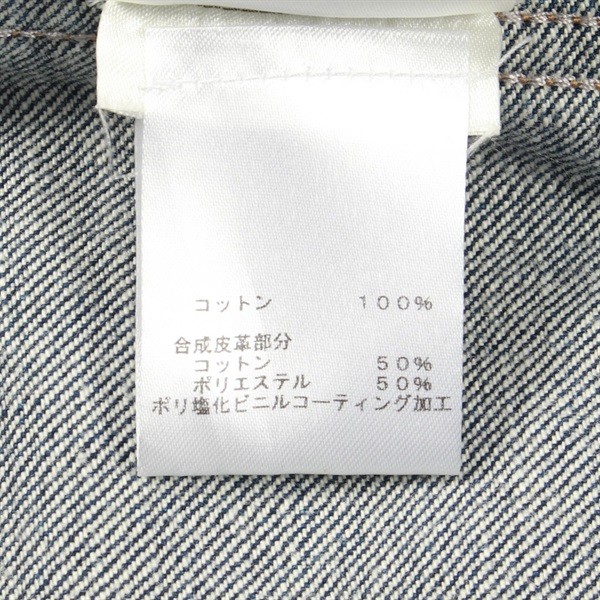 コットン　　　１００％
合成皮革部分
コットン　　　　５０％
ポリエステル　　５０％
ポリ塩化ビニルコーティング加工